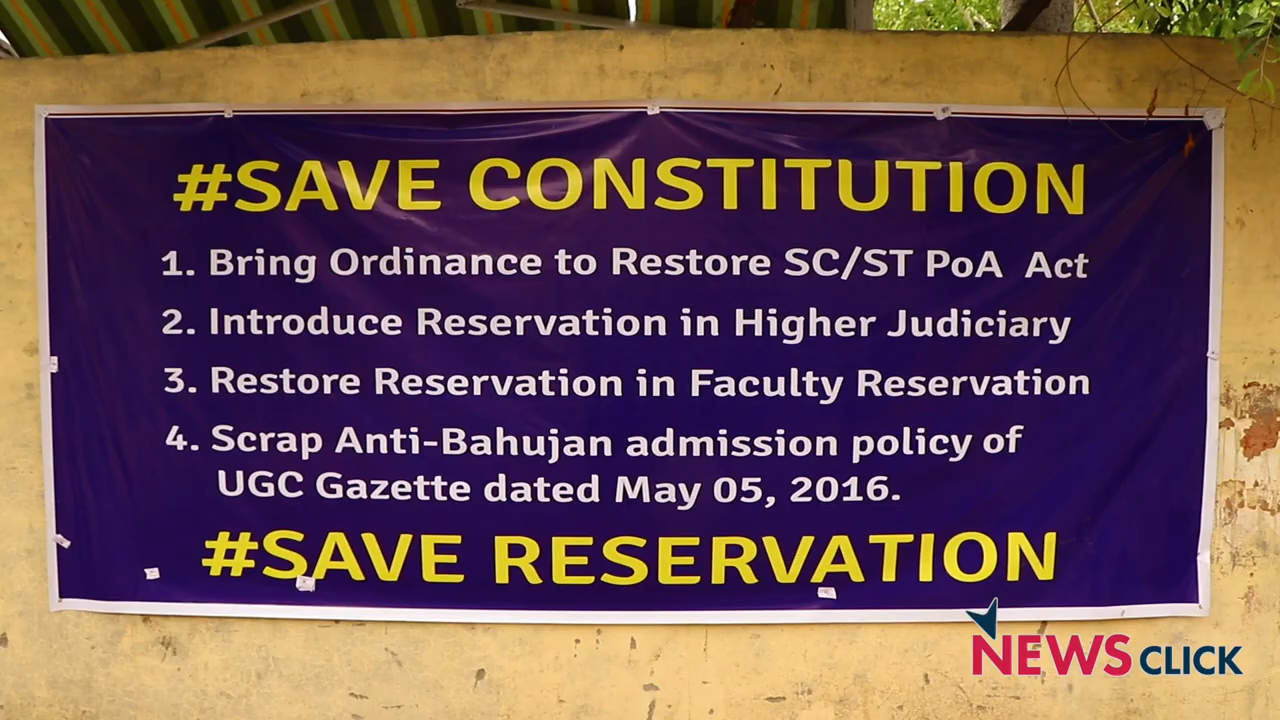 #SAVE CONSTITUTION
1. Bring Ordinance to Restore SC/ST PoA Act
2. Introduce Reservation in Higher Judiciary
3. Restore Reservation in Faculty Reservation
4. Scrap Anti-Bahujan admission policy of
UGC Gazette dated May 05, 2016.
#SAVE RESERVATION
NEWSCLICK